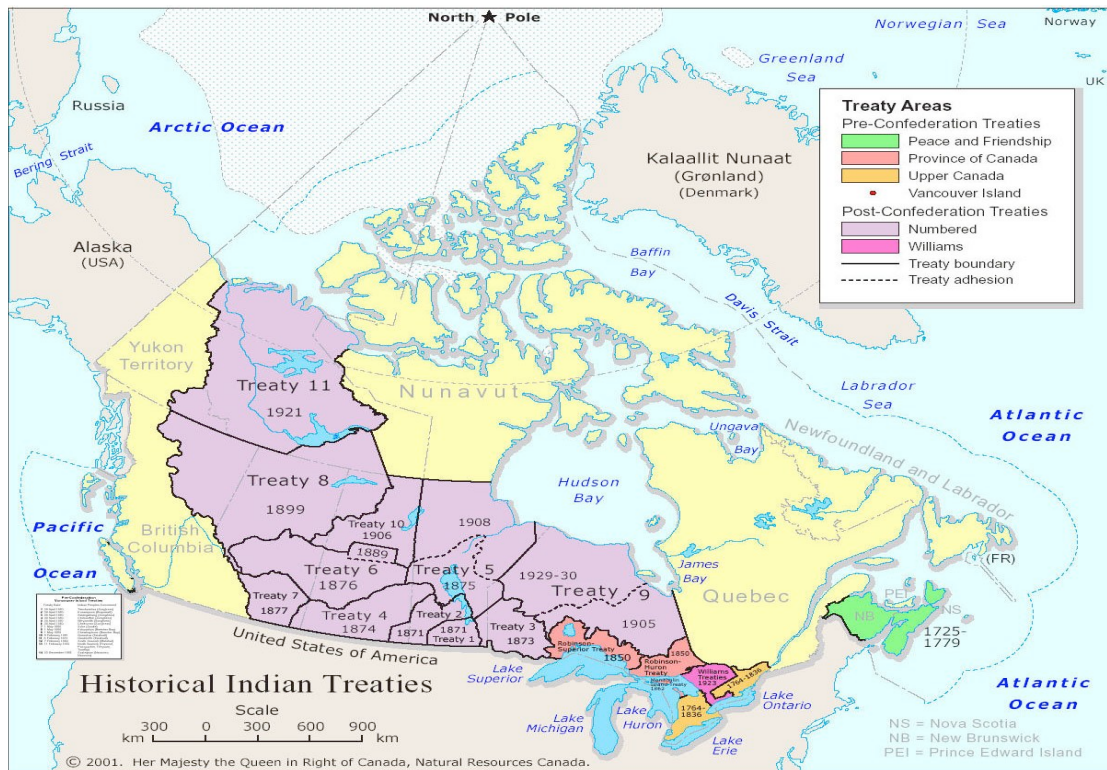 North Pole
Norwegian Sea
Norway
Greenland
Sea
UK
Russia
Arctic Ocean
Bering Strait
Kalaallit Nunaat
(Grønland)
(Denmark)
Alaska
(USA)
Baffin
Bay
Davis Strait
Labrador
Sea
Atlantic
Ocean
Treaty Areas
Pre-Confederation Treaties
Peace and Friendship
Province of Canada
Upper Canada
Vancouver Island
Post-Confederation Treaties
Numbered
Williams
Treaty boundary
Treaty adhesion
Yukon
Territory
Treaty 11
1921
Nunavut
Ungava
Bay
Newfoundland and Labrador
Hudson
Bay
Treaty 8
1899
Pacific
Ocean
British
Columbia
Treaty 10
1906
1908
1889
Treaty 6
1876
Treaty 5
1875
1929-30
Treaty 9
1905
James
Bay
Quebec
(FR)
Treaty 7
1877
Treaty 4
1874
Treaty 2
1871
1871
Treaty 1
Treaty 3
1873
PEI
NB
NS
1725-
1779
United States of America
Robinson-
Superior Treaty
1850
1850
Robinson-
Huron
Treaty
Williams
Treaties
1923
1764-1836
1764-
1836
Lake
Superior
Lake
Michigan
Lake
Huron
Lake
Ontario
Lake
Erie
Atlantic
Ocean
Historical Indian Treaties
Scale
300 0 300 600 900
km km
NS = Nova Scotia
NB = New Brunswick
PEI = Prince Edward Island
© 2001. Her Majesty the Queen in Right of Canada, Natural Resources Canada.